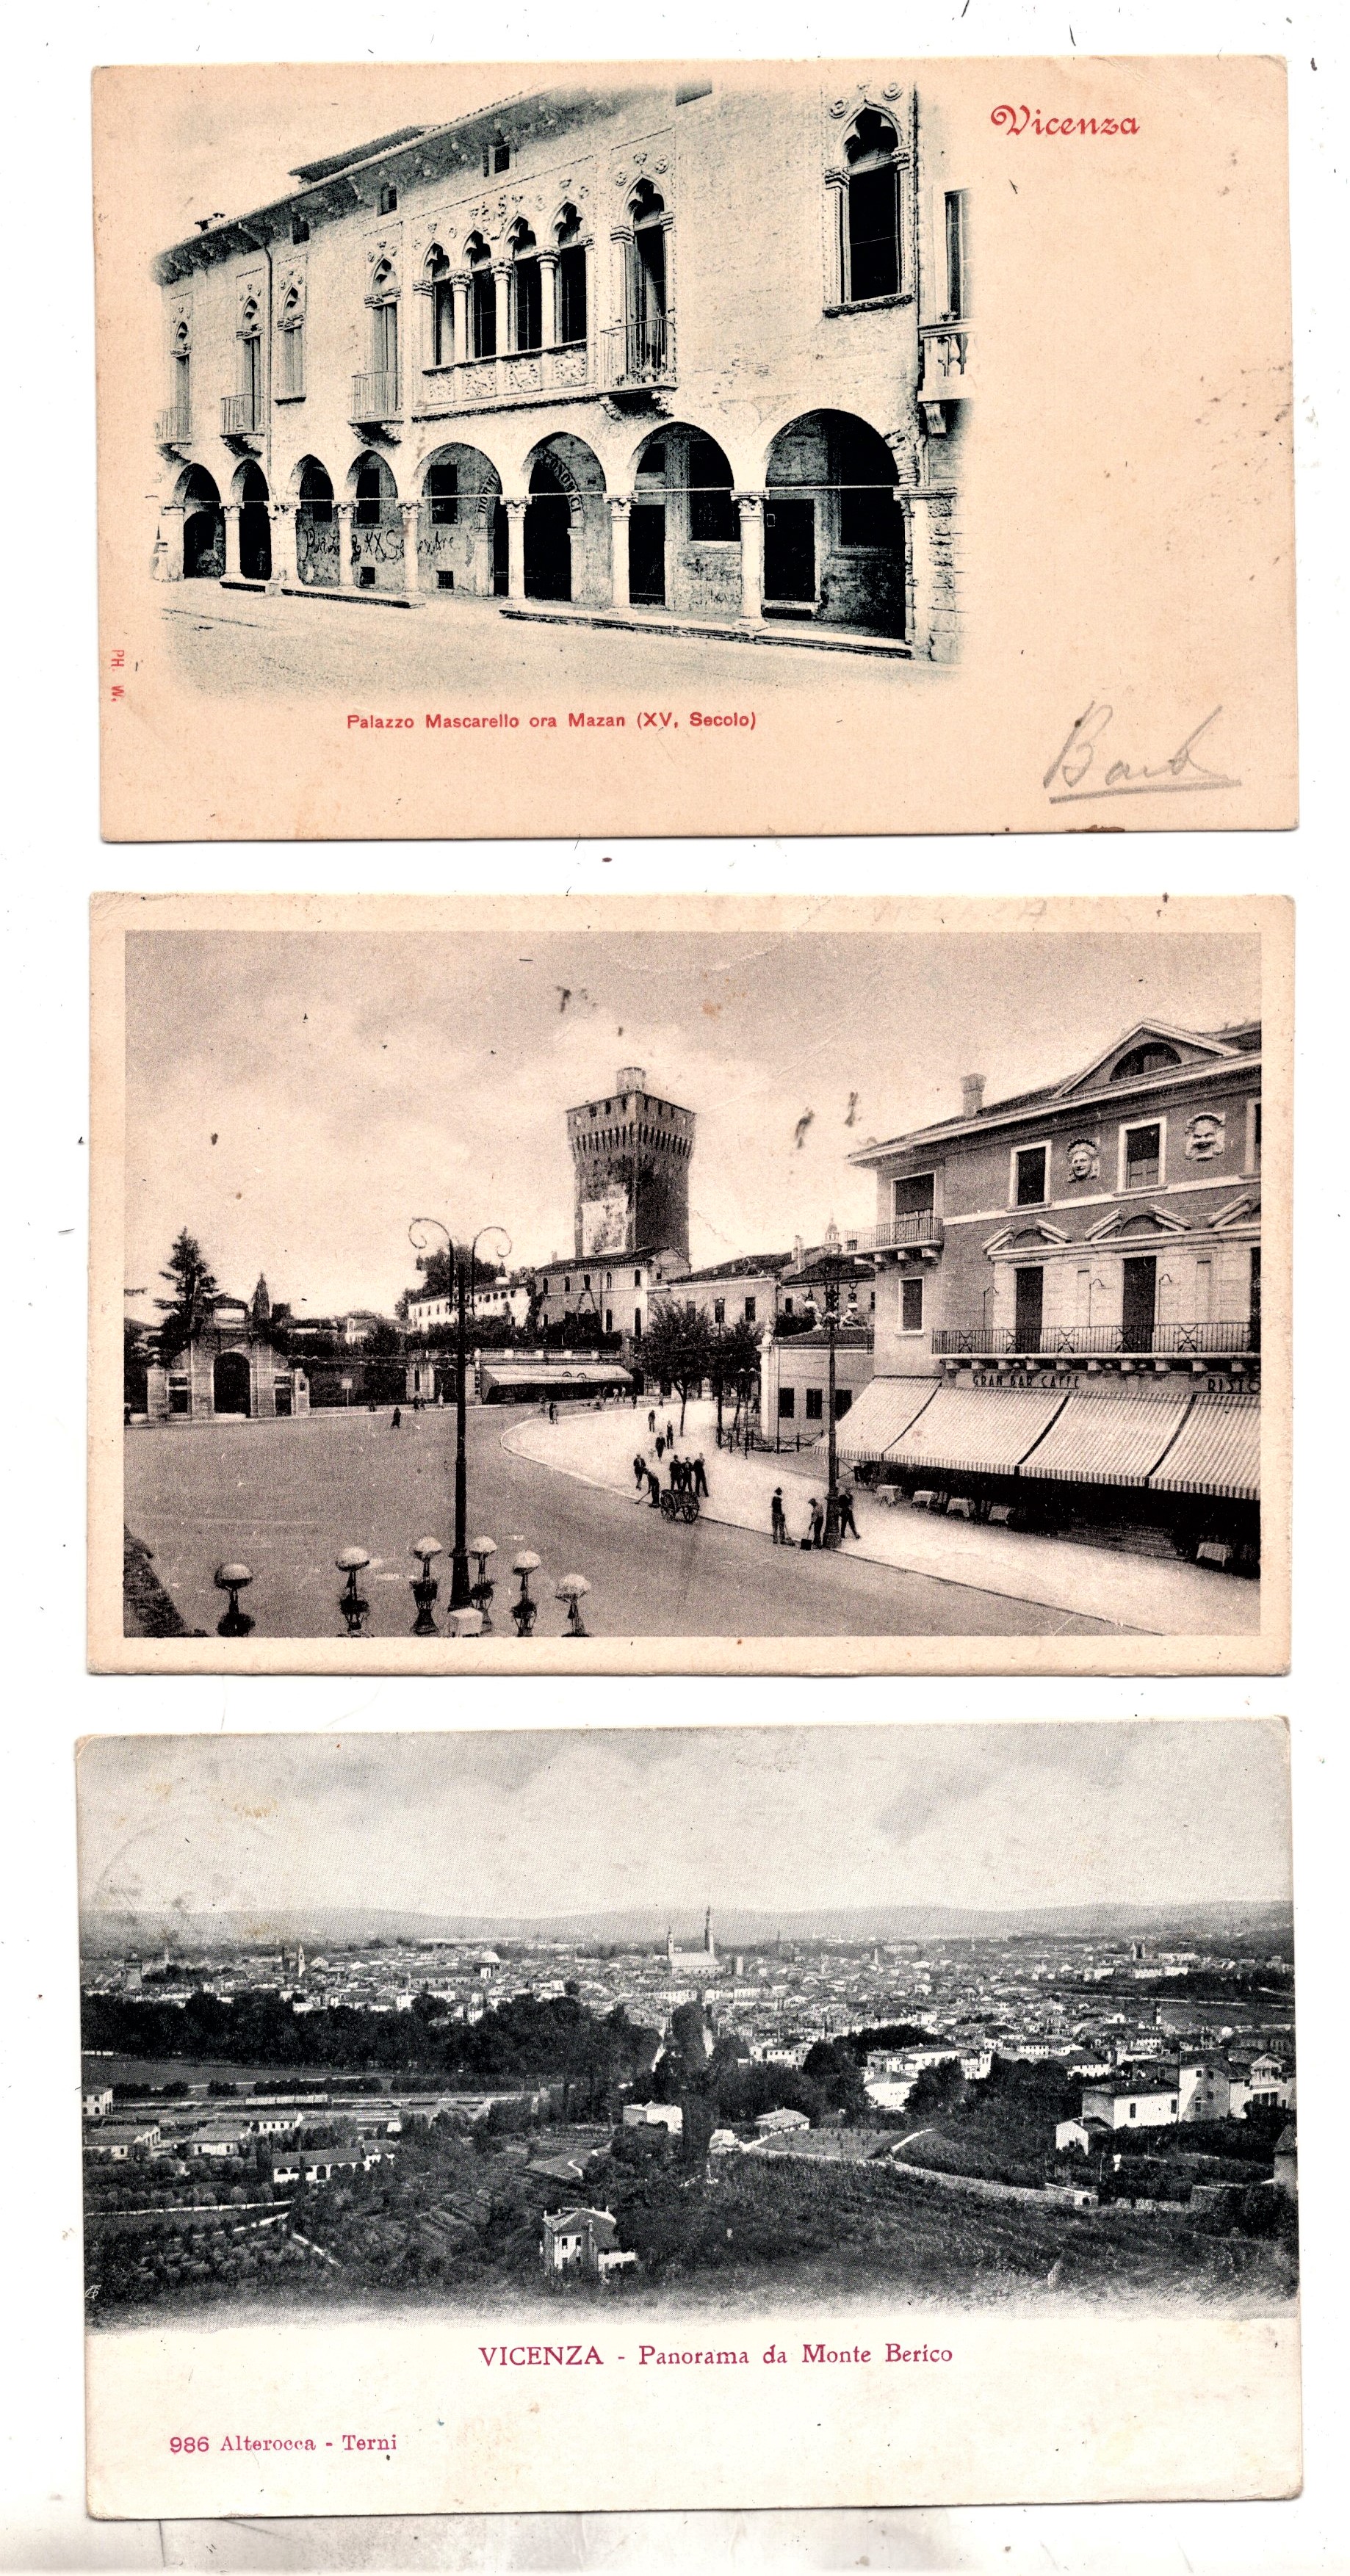 Vicenza
PH. W.
Palazzo Mascarello ora Mazan (XV, Secolo)
GRAN BAR CAFFE
RISTO
VICENZA - Panorama da Monte Berico
986 Alterocca - Terni